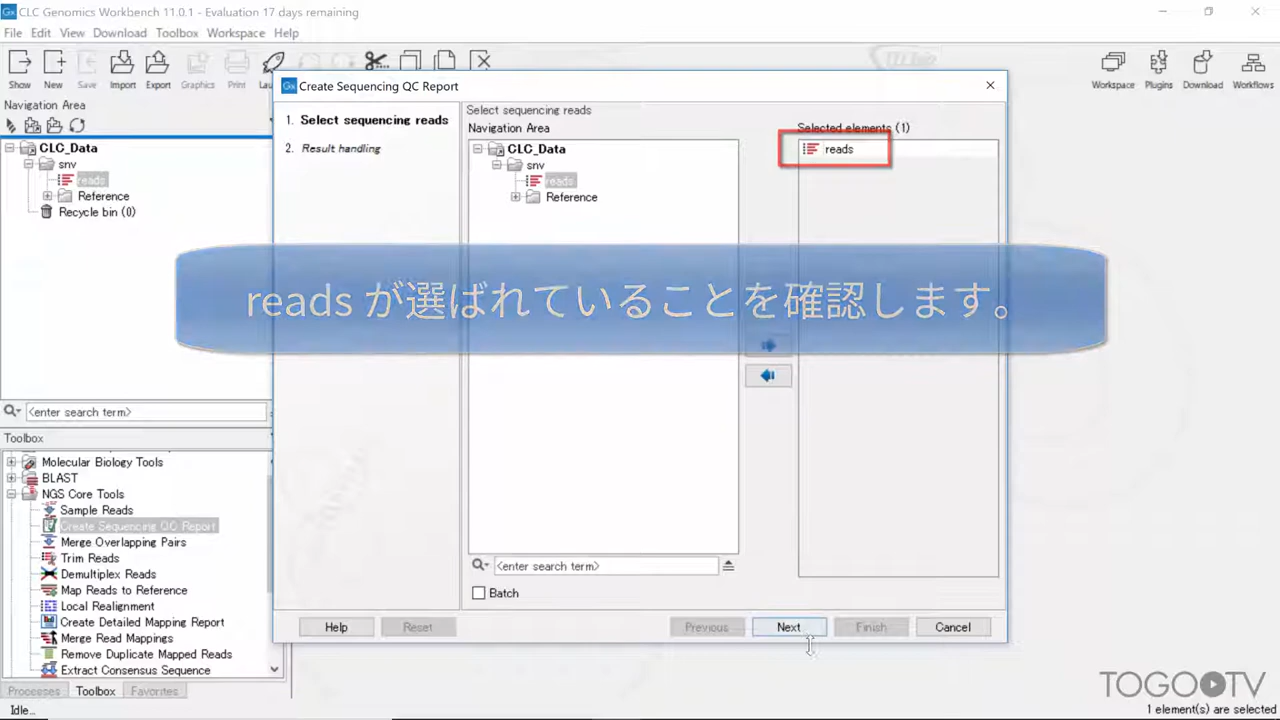 CLC Genomics Workbench 11.0.1 - Evaluation 17 days remaining
File Edit View Download Toolbox Workspace Help
Show New Save Import Export Graphics Print
Workspace Plugins Download Workflows
Navigation Area
CLC_Data
snv
reads
Reference
Recycle bin (0)
<enter search term>
Toolbox
Molecular Biology Tools
BLAST
NGS Core Tools
Sample Reads
Create Sequencing QC Report
Merge Overlapping Pairs
Trim Reads
Demultiplex Reads
Map Reads to Reference
Local Realignment
Create Detailed Mapping Report
Merge Read Mappings
Remove Duplicate Mapped Reads
Extract Consensus Sequence
Processes Toolbox Favorites
Idle...
Create Sequencing QC Report
1. Select sequencing reads
2. Result handling
Select sequencing reads
Navigation Area
CLC_Data
snv
reads
Reference
Selected elements (1)
reads
reads が選ばれていることを確認します。
<enter search term>
Batch
Help Reset Previous Next Finish Cancel
TOGO TV
1 element(s) are selected